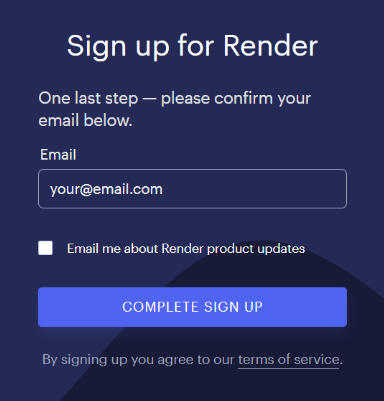 Sign up for Render
One last step — please confirm your
email below.
Email
your@email.com
Email me about Render product updates
COMPLETE SIGN UP
By signing up you agree to our terms of service.